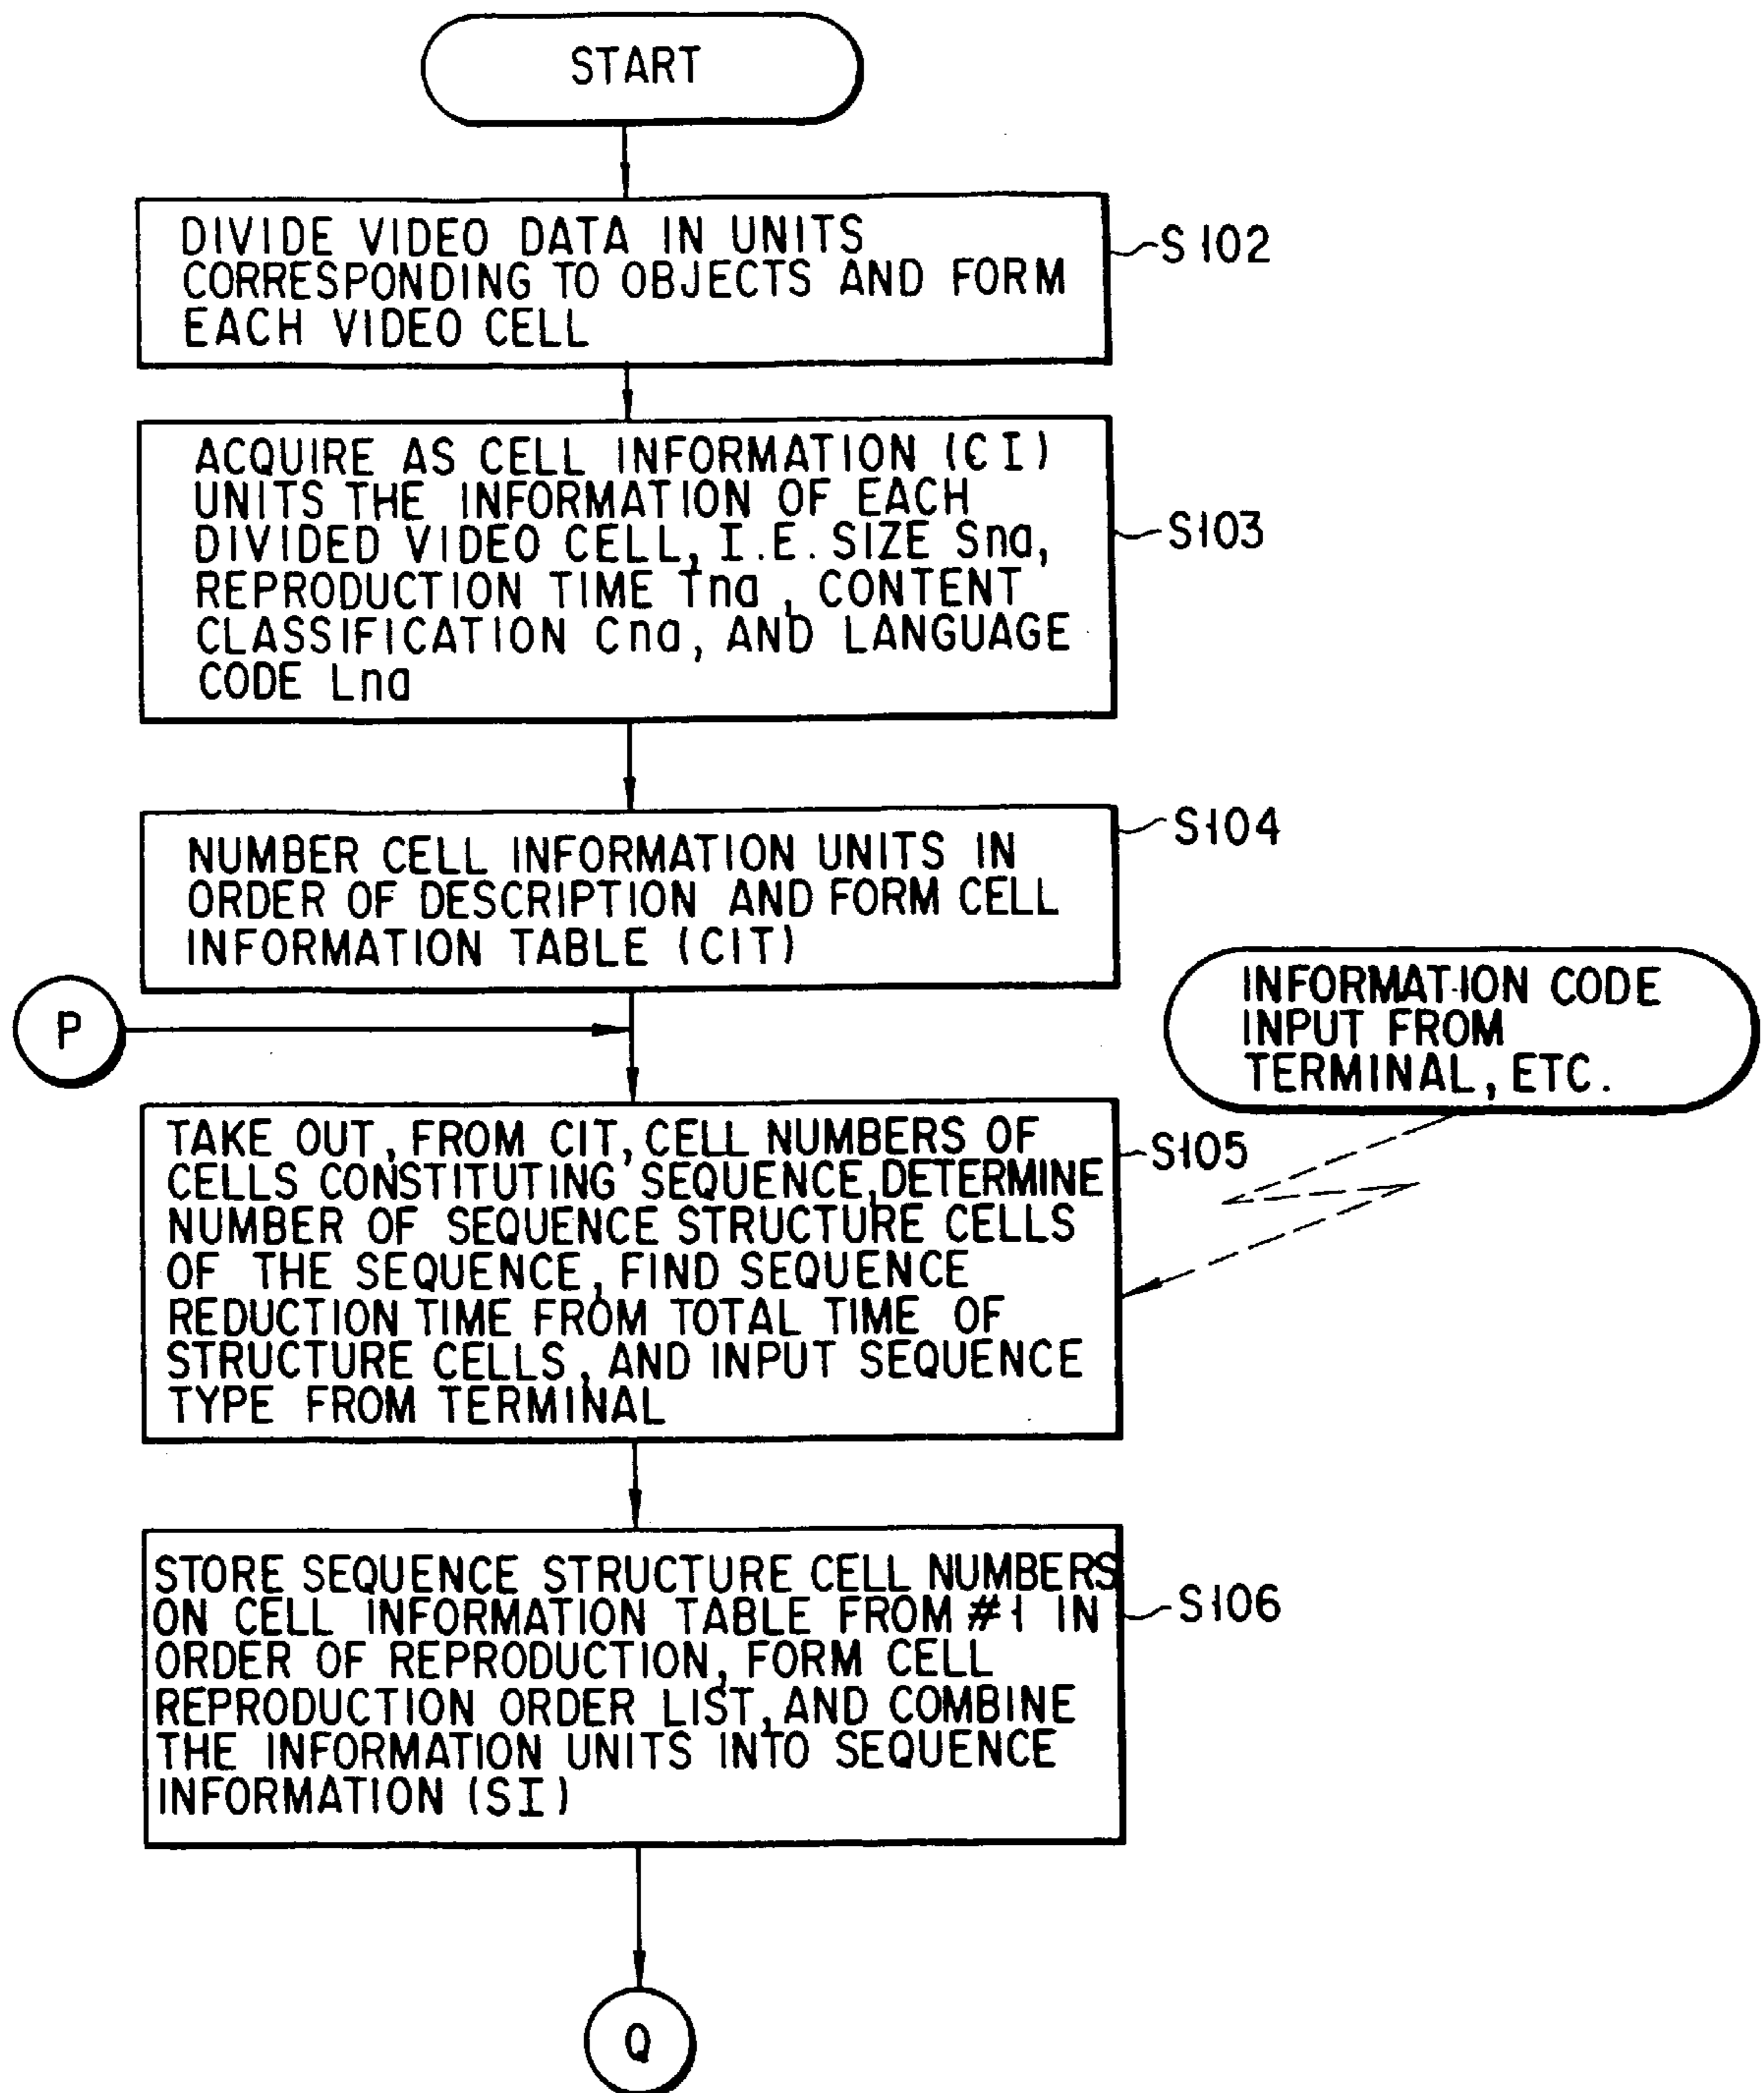 START
DIVIDE VIDEO DATA IN UNITS
CORRESPONDING TO OBJECTS AND FORM
EACH VIDEO CELL
S102
ACQUIRE AS CELL INFORMATION (CI)
UNITS THE INFORMATION OF EACH
DIVIDED VIDEO CELL, I.E. SIZE Sna,
REPRODUCTION TIME Tna, CONTENT
CLASSIFICATION Cna, AND LANGUAGE
CODE Lna
S103
NUMBER CELL INFORMATION UNITS IN
ORDER OF DESCRIPTION AND FORM CELL
INFORMATION TABLE (CIT)
S104
P
INFORMATION CODE
INPUT FROM
TERMINAL, ETC.
TAKE OUT, FROM CIT, CELL NUMBERS OF
CELLS CONSTITUTING SEQUENCE, DETERMINE
NUMBER OF SEQUENCE STRUCTURE CELLS
OF THE SEQUENCE, FIND SEQUENCE
REDUCTION TIME FROM TOTAL TIME OF
STRUCTURE CELLS, AND INPUT SEQUENCE
TYPE FROM TERMINAL
S105
STORE SEQUENCE STRUCTURE CELL NUMBERS
ON CELL INFORMATION TABLE FROM #1 IN
ORDER OF REPRODUCTION, FORM CELL
REPRODUCTION ORDER LIST, AND COMBINE
THE INFORMATION UNITS INTO SEQUENCE
INFORMATION (SI)
S106
Q